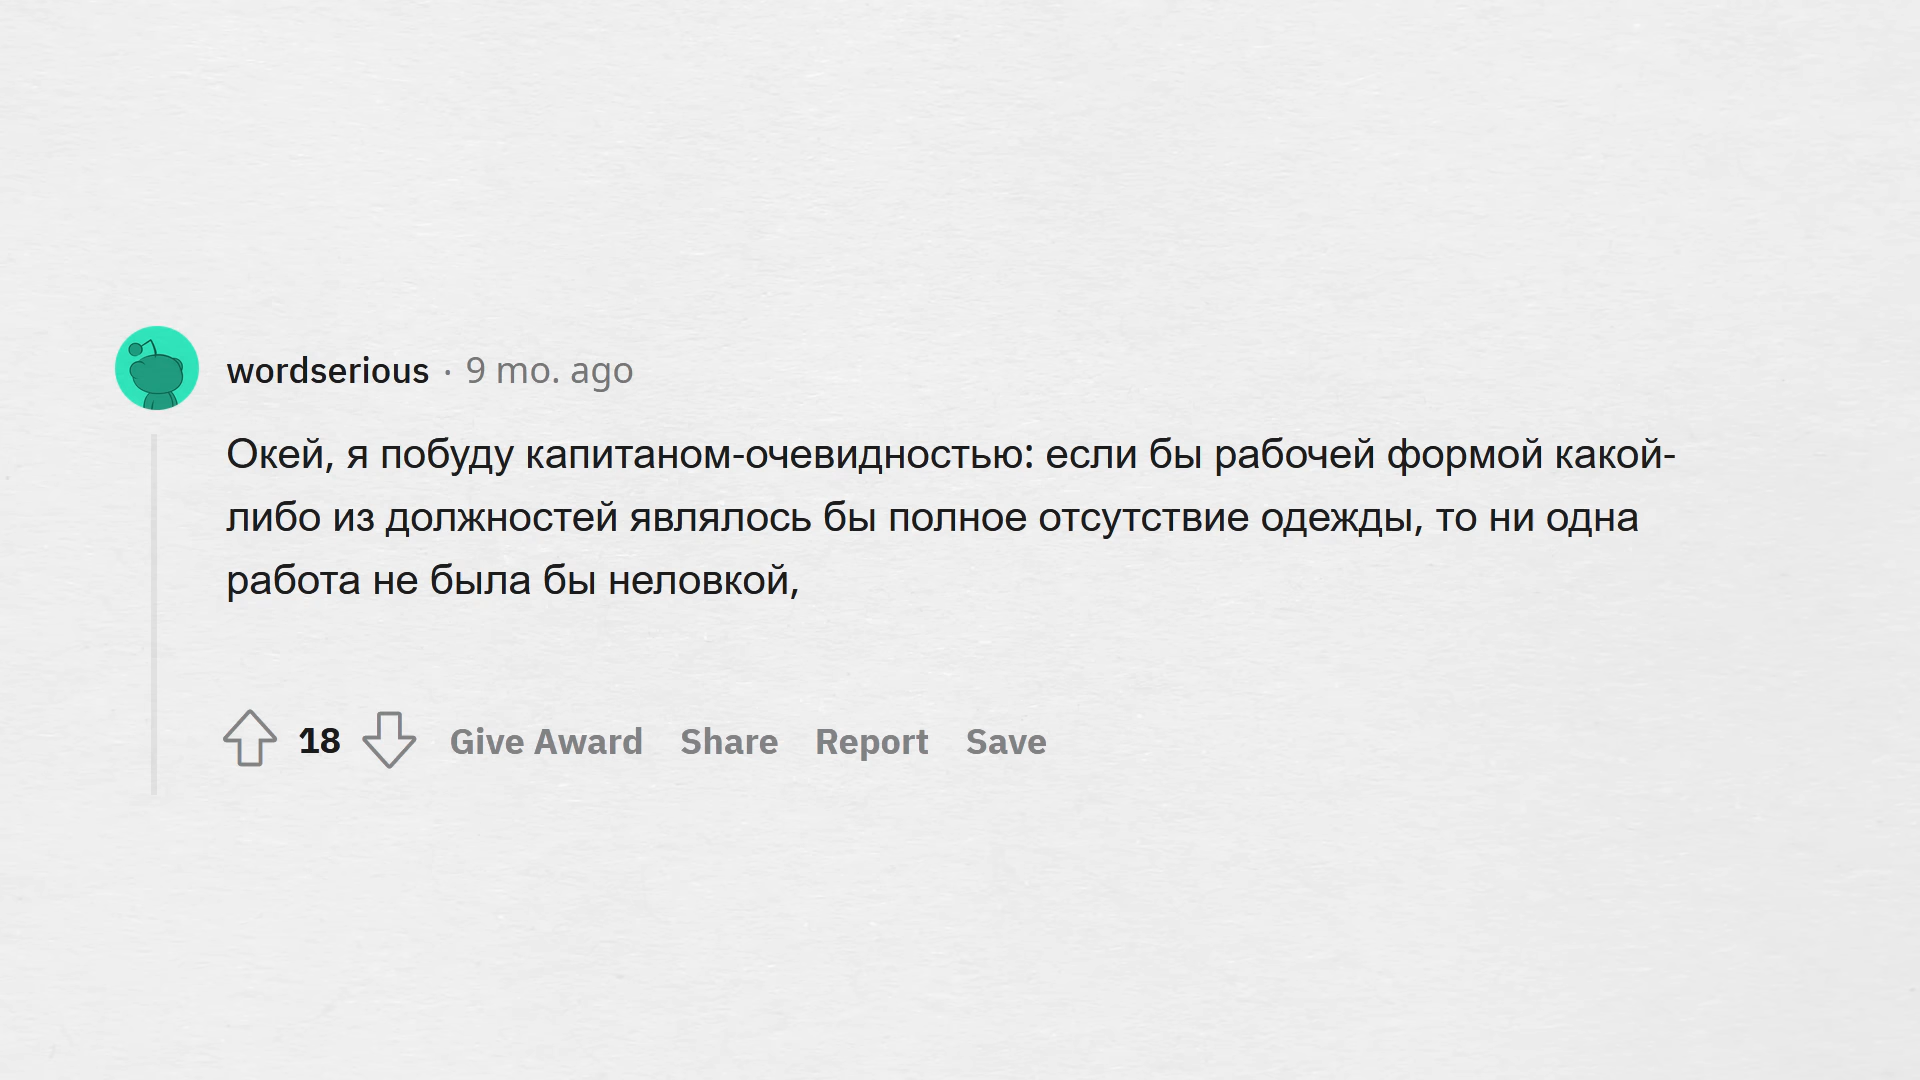 wordserious · 9 mo. ago
Окей, я побуду капитаном-очевидностью: если бы рабочей формой какой-
либо из должностей являлось бы полное отсутствие одежды, то ни одна
работа не была бы неловкой,
18 Give Award Share Report Save